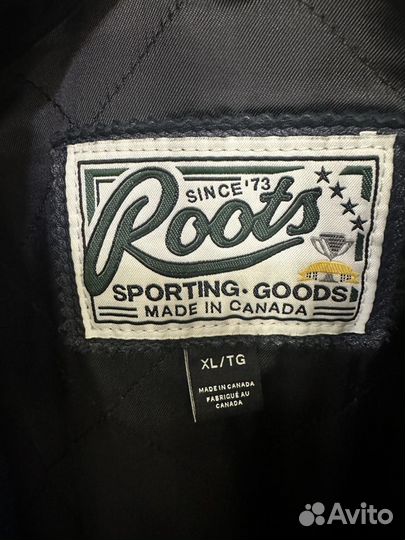 SINCE '73
Roots
SPORTING • GOODS
MADE IN CANADA
XL/TG
MADE IN CANADA
FABRIQUÉ AU
CANADA
Avito